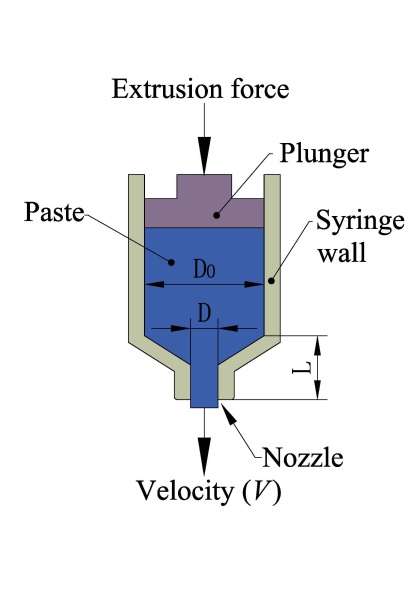 Extrusion force
Plunger
Paste
Syringe
wall
D0
D
L
Nozzle
Velocity (V)